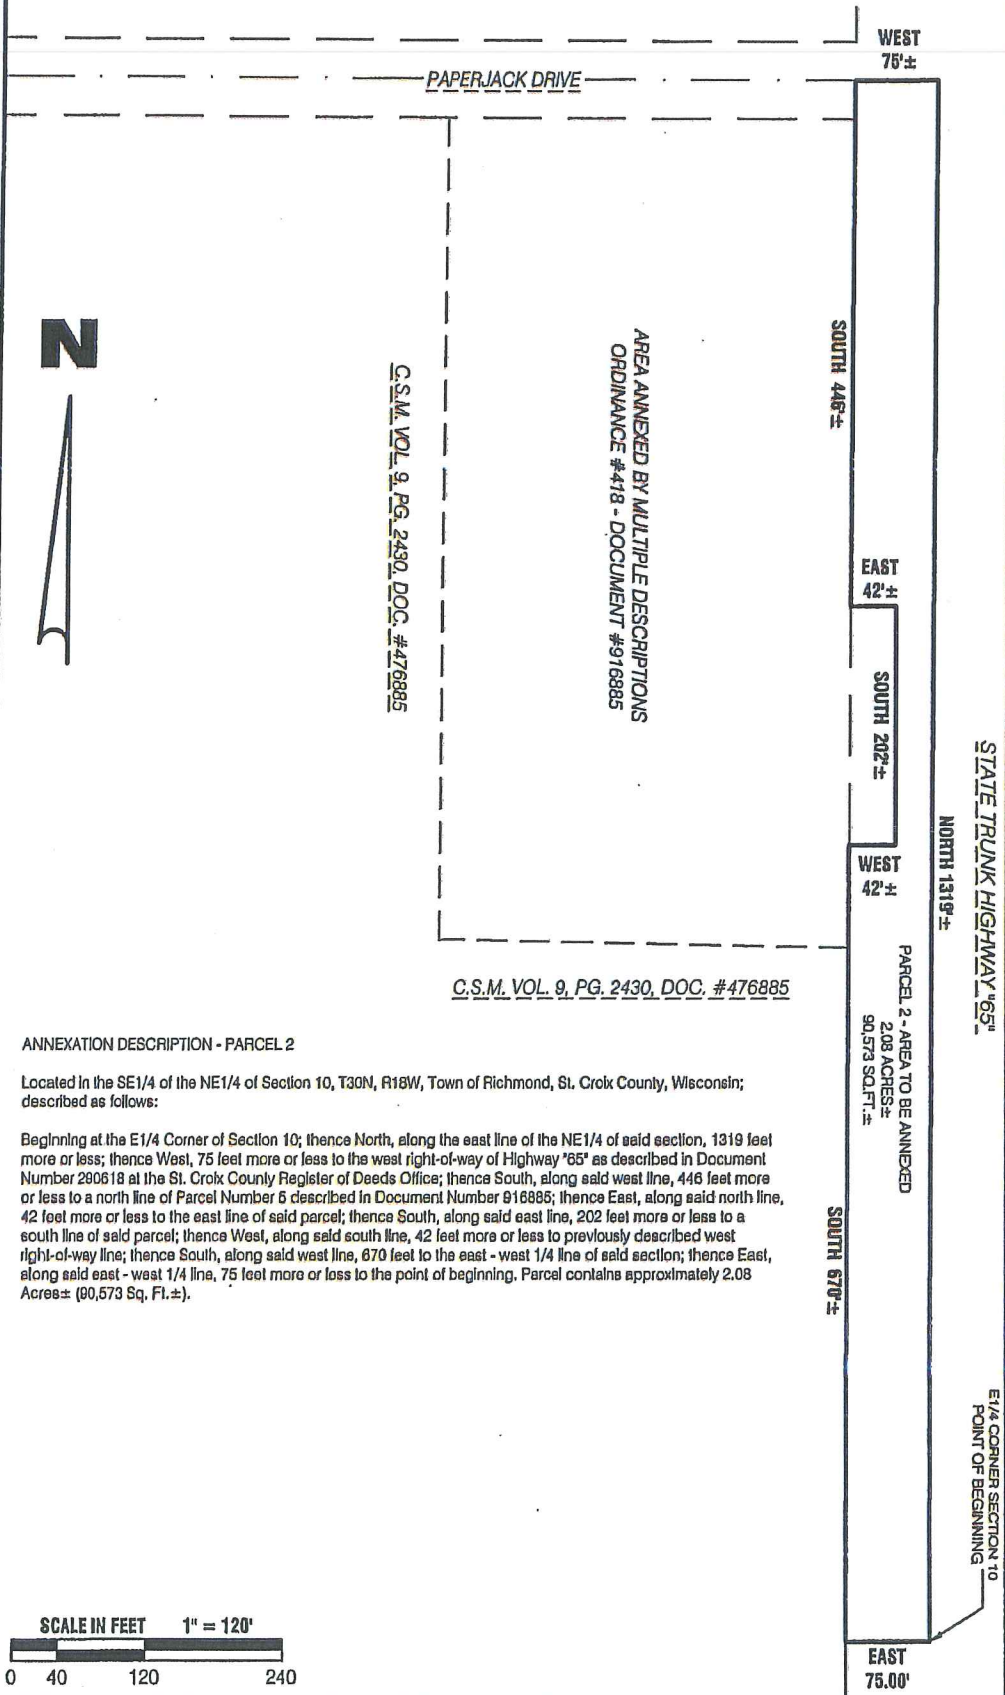 WEST
75'±
PAPERJACK DRIVE
SOUTH 446'±
AREA ANNEXED BY MULTIPLE DESCRIPTIONS
ORDINANCE #418 - DOCUMENT #916885
N
C.S.M. VOL. 9, PG. 2430, DOC. #476885
EAST
42'±
SOUTH 202'±
STATE TRUNK HIGHWAY "65"
NORTH 1319'±
WEST
42'±
PARCEL 2 - AREA TO BE ANNEXED
2.08 ACRES±
90,573 SQ.FT.±
C.S.M. VOL. 9, PG. 2430, DOC. #476885
ANNEXATION DESCRIPTION - PARCEL 2
Located in the SE1/4 of the NE1/4 of Section 10, T30N, R18W, Town of Richmond, St. Croix County, Wisconsin;
described as follows:
Beginning at the E1/4 Corner of Section 10; thence North, along the east line of the NE1/4 of said section, 1319 feet
more or less; thence West, 75 feet more or less to the west right-of-way of Highway "65" as described in Document
Number 290618 at the St. Croix County Register of Deeds Office; thence South, along said west line, 446 feet more
or less to a north line of Parcel Number 6 described in Document Number 916885; thence East, along said north line,
42 feet more or less to the east line of said parcel; thence South, along said east line, 202 feet more or less to a
south line of said parcel; thence West, along said south line, 42 feet more or less to previously described west
right-of-way line; thence South, along said west line, 670 feet to the east - west 1/4 line of said section; thence East,
along said east - west 1/4 line, 75 feet more or less to the point of beginning. Parcel contains approximately 2.08
Acres± (90,573 Sq. Ft.±).
SOUTH 670'±
E1/4 CORNER SECTION 10
POINT OF BEGINNING
SCALE IN FEET 1" = 120'
0 40 120 240
EAST
75.00'